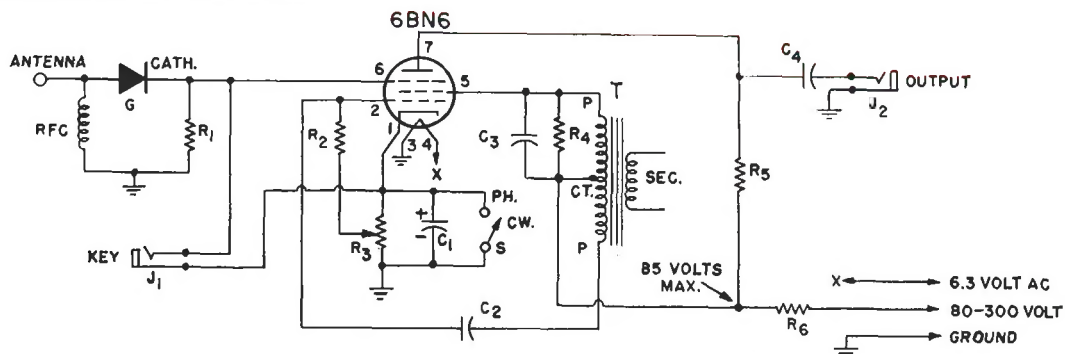 6BN6
ANTENNA
CATH.
G
RFC
R1
6
2
7
5
1
3
4
X
R2
R3
+
-
C1
PH.
CW.
S
KEY
J1
C2
C3
R4
P
T
CT.
SEC.
P
C4
OUTPUT
J2
R5
85 VOLTS
MAX.
R6
X
6.3 VOLT AC
80-300 VOLT
GROUND